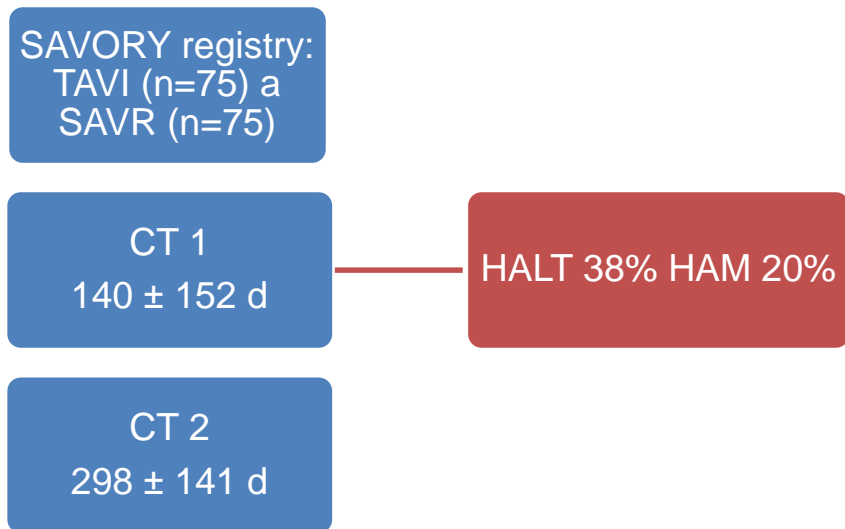 SAVORY registry:
TAVI (n=75) a
SAVR (n=75)
CT 1
140 ± 152 d
HALT 38% HAM 20%
CT 2
298 ± 141 d